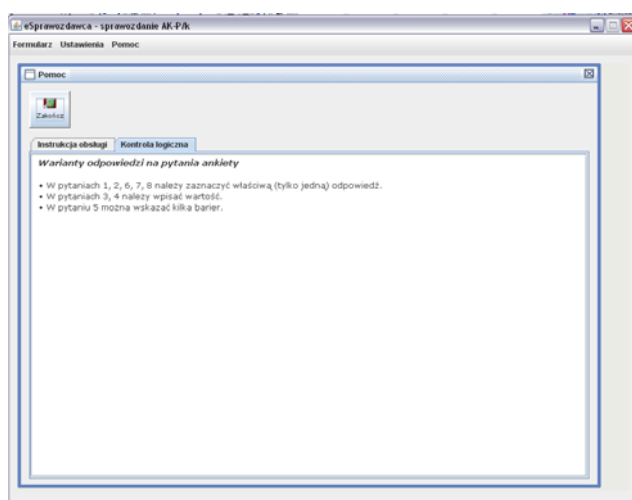 eSprawozdawca - sprawozdanie AK-P/k
Formularz Ustawienia Pomoc
Pomoc
Zakończ
Instrukcja obsługi Kontrola logiczna
Warianty odpowiedzi na pytania ankiety
• W pytaniach 1, 2, 6, 7, 8 należy zaznaczyć właściwą (tylko jedną) odpowiedź.
• W pytaniach 3, 4 należy wpisać wartość.
• W pytaniu 5 można wskazać kilka barier.